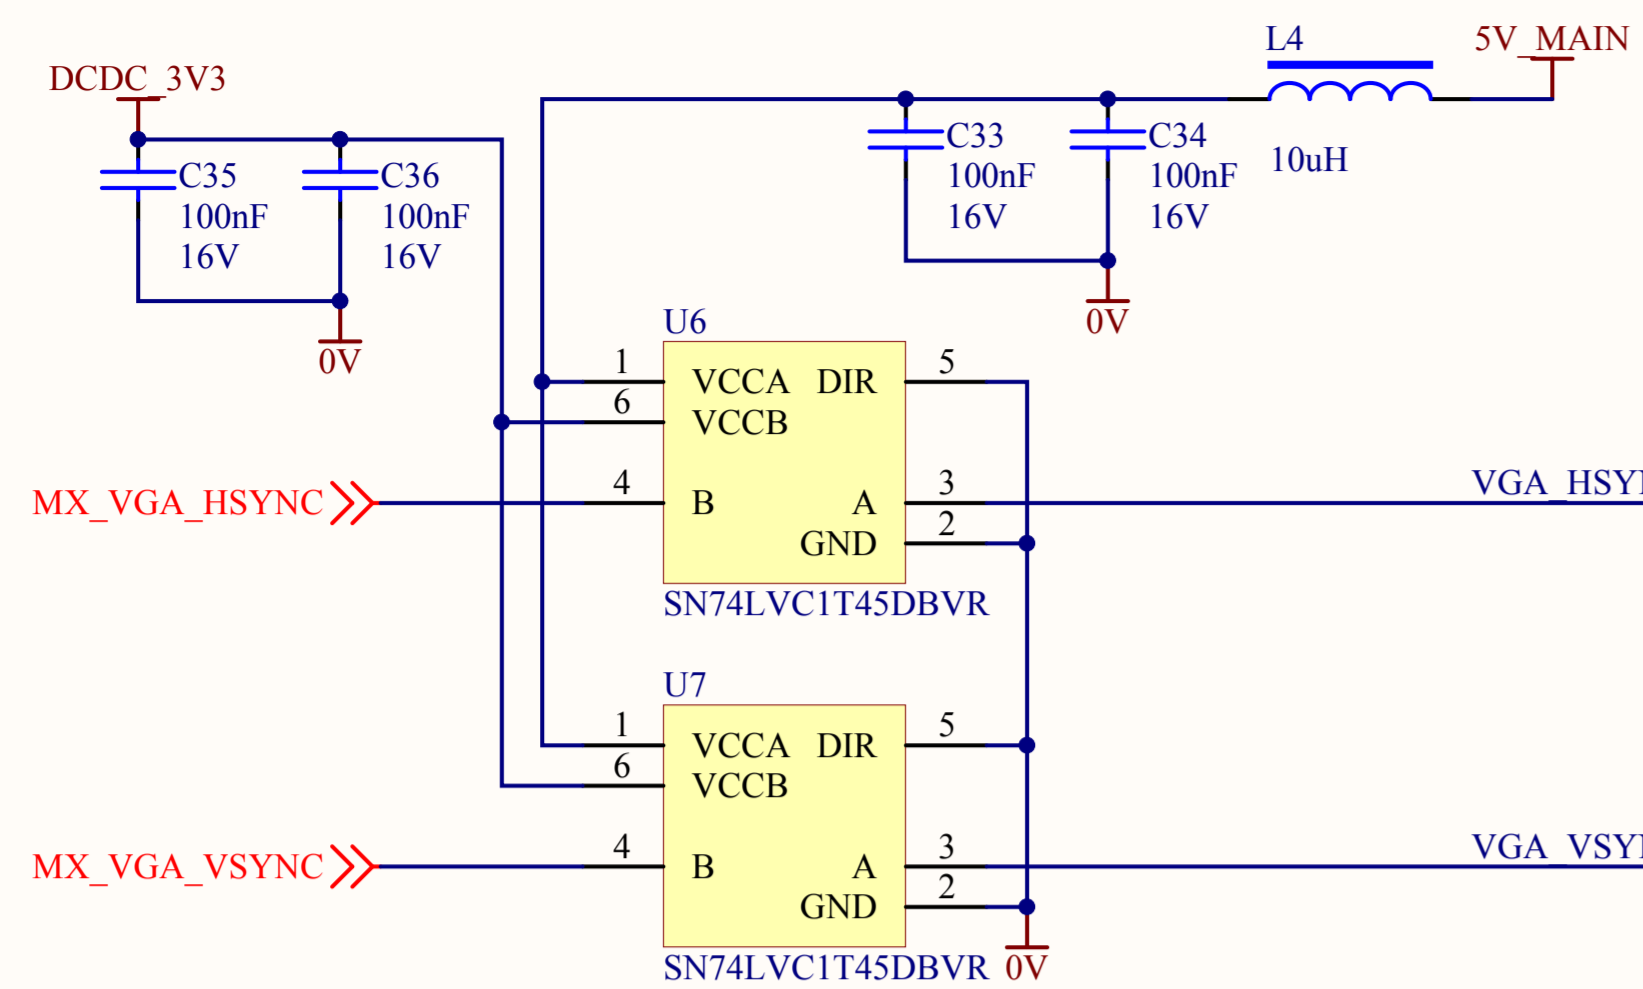 L4
5V_MAIN
DCDC_3V3
C35
100nF
16V
C36
100nF
16V
0V
C33
100nF
16V
C34
100nF
16V
10uH
0V
U6
1
VCCA
DIR
5
6
VCCB
MX_VGA_HSYNC
4
B
A
3
VGA_HSY
GND
2
SN74LVC1T45DBVR
U7
1
VCCA
DIR
5
6
VCCB
MX_VGA_VSYNC
4
B
A
3
VGA_VSY
GND
2
SN74LVC1T45DBVR
0V